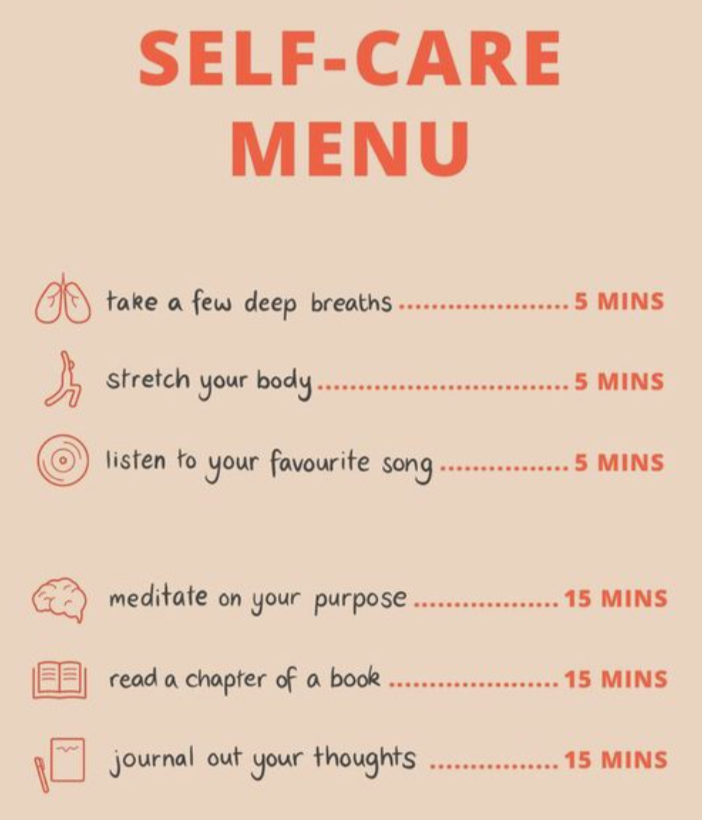 SELF-CARE
MENU
take a few deep breaths ..................... 5 MINS
stretch your body ............................... 5 MINS
listen to your favourite song ................ 5 MINS
meditate on your purpose .................. 15 MINS
read a chapter of a book ..................... 15 MINS
journal out your thoughts ................ 15 MINS